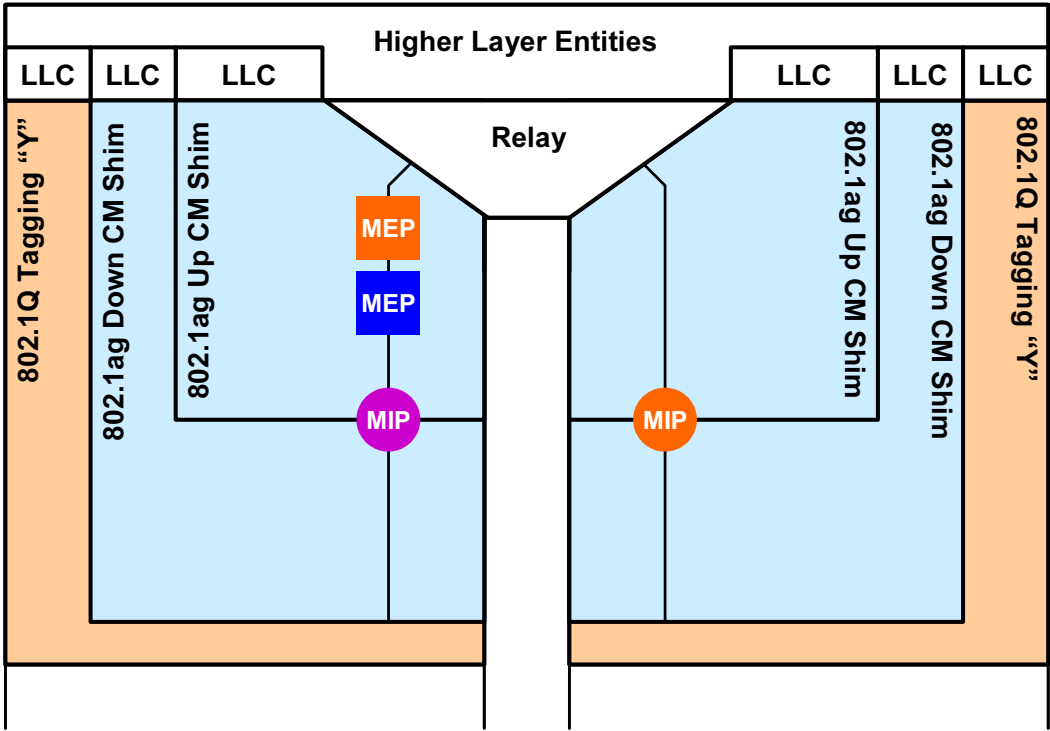 Higher Layer Entities
LLC
LLC
LLC
LLC
LLC
LLC
Relay
802.1Q Tagging “Y”
802.1ag Down CM Shim
802.1ag Up CM Shim
MEP
MEP
MIP
MIP
802.1ag Up CM Shim
802.1ag Down CM Shim
802.1Q Tagging “Y”